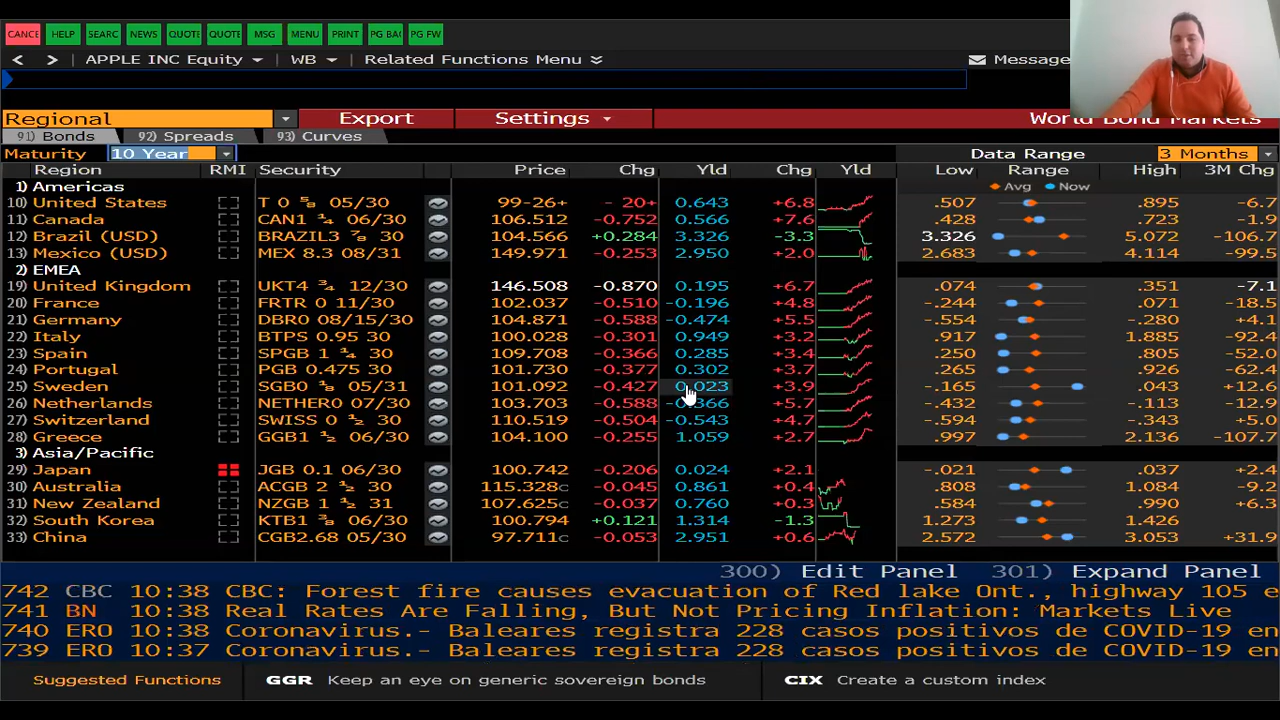 CANCE HELP SEARC NEWS QUOTE QUOTE MSG MENU PRINT PG BAC PG FW
< > APPLE INC Equity WB Related Functions Menu Message
Regional Export Settings World Bond Markets
91) Bonds 92) Spreads 93) Curves
Maturity 10 Year Data Range 3 Months
Region RMI Security Price Chg Yld Chg Yld Low Range High 3M Chg
1) Americas Avg Now
10) United States T 0 ⅝ 05/30 99-26+ - 20+ 0.643 +6.8 .507 .895 -6.7
11) Canada CAN1 ¼ 06/30 106.512 -0.752 0.566 +7.6 .428 .723 -1.9
12) Brazil (USD) BRAZIL3 ⅞ 30 104.566 +0.284 3.326 -3.3 3.326 5.072 -106.7
13) Mexico (USD) MEX 8.3 08/31 149.971 -0.253 2.950 +2.0 2.683 4.114 -99.5
2) EMEA
19) United Kingdom UKT4 ¾ 12/30 146.508 -0.870 0.195 +6.7 .074 .351 -7.1
20) France FRTR 0 11/30 102.037 -0.510 -0.196 +4.8 -.244 .071 -18.5
21) Germany DBR0 08/15/30 104.871 -0.588 -0.474 +5.5 -.554 -.280 +4.1
22) Italy BTPS 0.95 30 100.028 -0.301 0.949 +3.2 .917 1.885 -92.4
23) Spain SPGB 1 ¼ 30 109.708 -0.366 0.285 +3.4 .250 .805 -52.0
24) Portugal PGB 0.475 30 101.730 -0.377 0.302 +3.7 .265 .926 -62.4
25) Sweden SGB0 ⅛ 05/31 101.092 -0.427 0.023 +3.9 -.165 .043 +12.6
26) Netherlands NETHER0 07/30 103.703 -0.588 -0.366 +5.7 -.432 -.113 -12.9
27) Switzerland SWISS 0 ½ 30 110.519 -0.504 -0.543 +4.7 -.594 -.343 +5.0
28) Greece GGB1 ½ 06/30 104.100 -0.255 1.059 +2.7 .997 2.136 -107.7
3) Asia/Pacific
29) Japan JGB 0.1 06/30 100.742 -0.206 0.024 +2.1 -.021 .037 +2.4
30) Australia ACGB 2 ½ 30 115.328c -0.045 0.861 +0.4 .808 1.084 -9.2
31) New Zealand NZGB 1 ½ 31 107.625c -0.037 0.760 +0.3 .584 .990 +6.3
32) South Korea KTB1 ⅜ 06/30 100.794 +0.121 1.314 -1.3 1.273 1.426
33) China CGB2.68 05/30 97.711c -0.053 2.951 +0.6 2.572 3.053 +31.9
300) Edit Panel 301) Expand Panel
742 CBC 10:38 CBC: Forest fire causes evacuation of Red lake Ont., highway 105 e
741 BN 10:38 Real Rates Are Falling, But Not Pricing Inflation: Markets Live
740 ERO 10:38 Coronavirus.- Baleares registra 228 casos positivos de COVID-19 en
739 ERO 10:37 Coronavirus.- Baleares registra 228 casos positivos de COVID-19 en
Suggested Functions GGR Keep an eye on generic sovereign bonds CIX Create a custom index